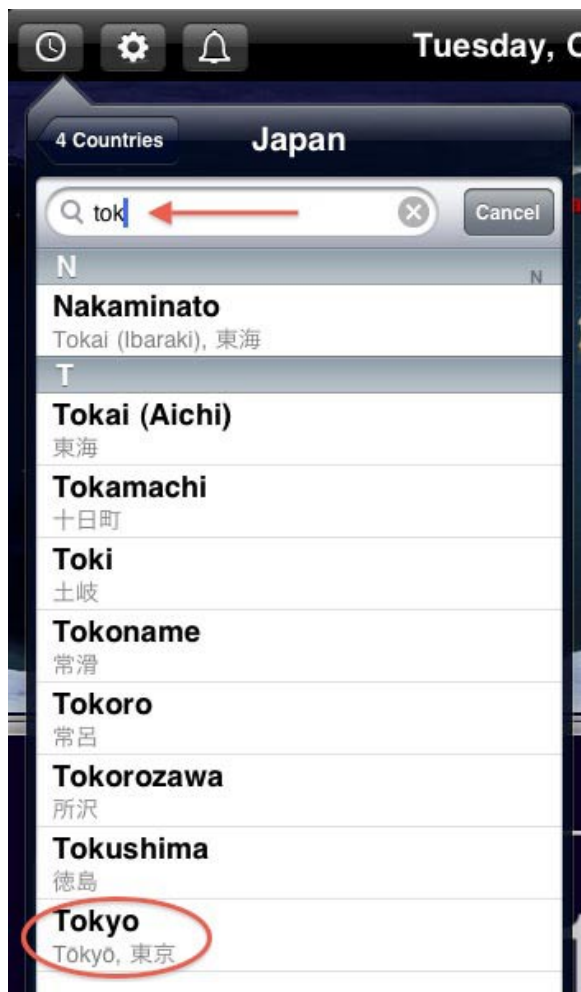 Tuesday,
4 Countries
Japan
tok
Cancel
N
N
Nakaminato
Tokai (Ibaraki), 東海
T
Tokai (Aichi)
東海
Tokamachi
十日町
Toki
土岐
Tokoname
常滑
Tokoro
常呂
Tokorozawa
所沢
Tokushima
徳島
Tokyo
Tōkyō, 東京